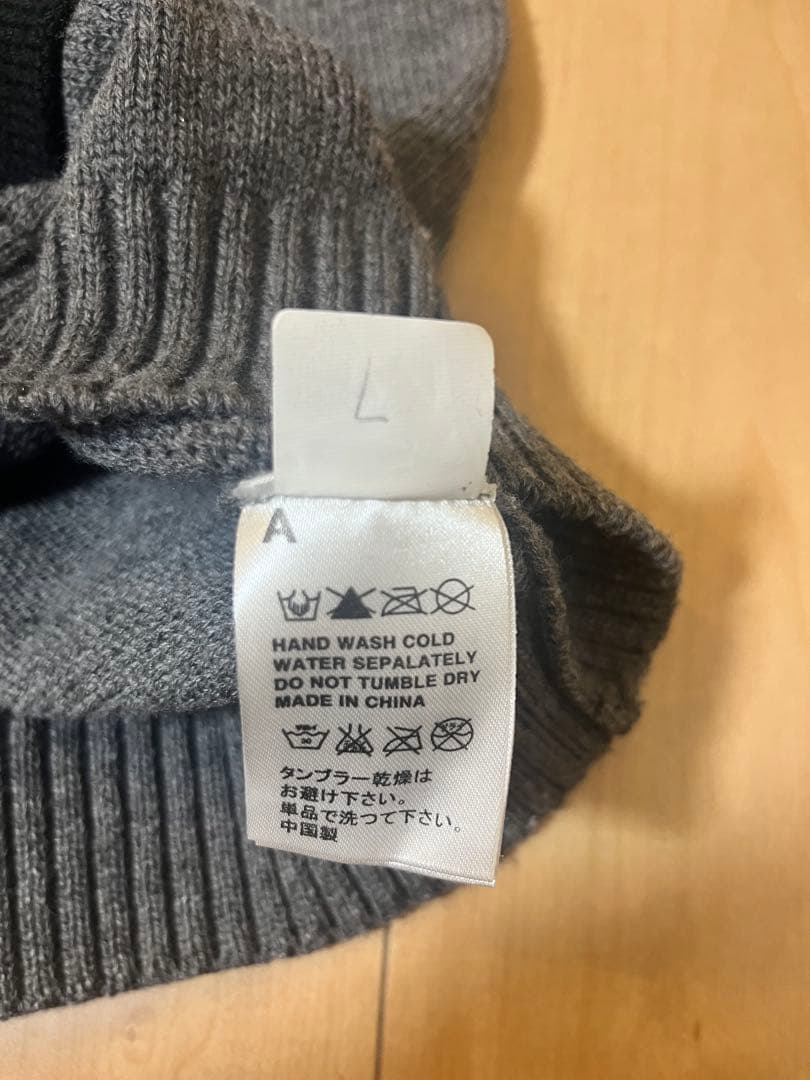 L
A
HAND WASH COLD
WATER SEPALATELY
DO NOT TUMBLE DRY
MADE IN CHINA
タンブラー乾燥は
お避け下さい。
単品で洗つて下さい。
中国製